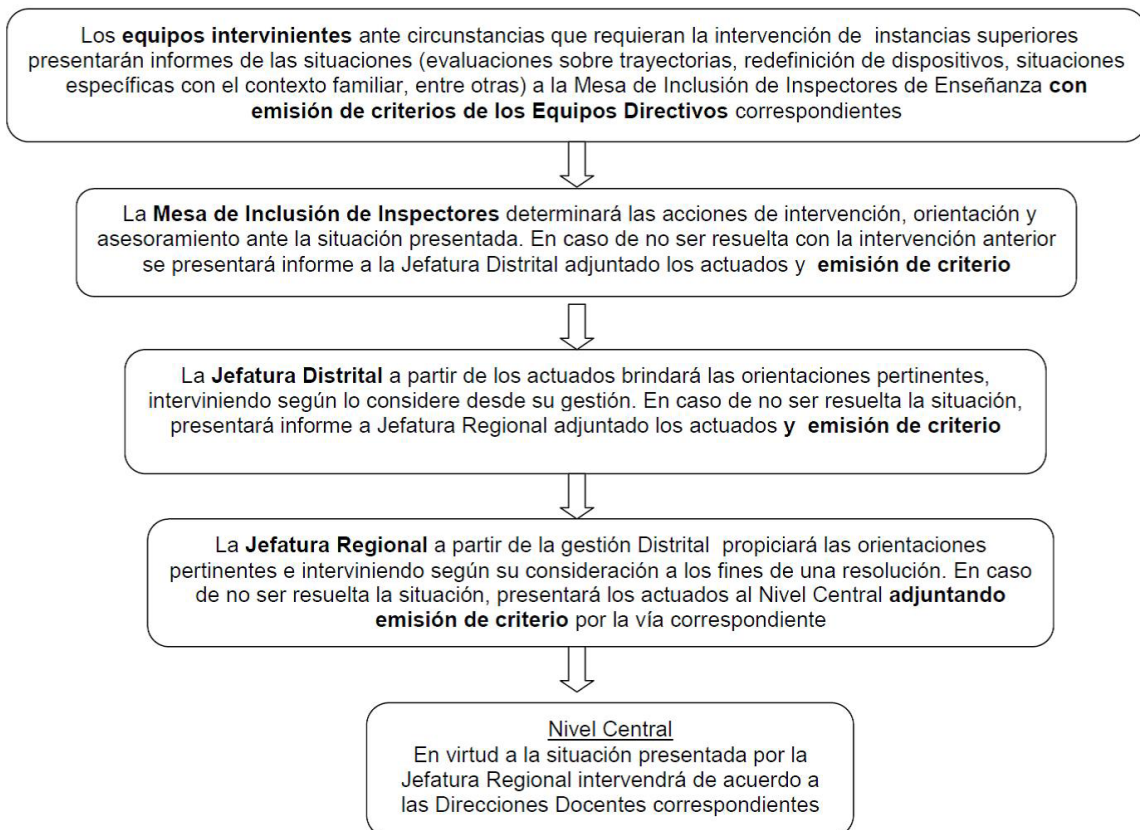 Los equipos intervinientes ante circunstancias que requieran la intervención de instancias superiores
presentarán informes de las situaciones (evaluaciones sobre trayectorias, redefinición de dispositivos, situaciones
específicas con el contexto familiar, entre otras) a la Mesa de Inclusión de Inspectores de Enseñanza con
emisión de criterios de los Equipos Directivos correspondientes
La Mesa de Inclusión de Inspectores determinará las acciones de intervención, orientación y
asesoramiento ante la situación presentada. En caso de no ser resuelta con la intervención anterior
se presentará informe a la Jefatura Distrital adjuntado los actuados y emisión de criterio
La Jefatura Distrital a partir de los actuados brindará las orientaciones pertinentes,
interviniendo según lo considere desde su gestión. En caso de no ser resuelta la situación,
presentará informe a Jefatura Regional adjuntado los actuados y emisión de criterio
La Jefatura Regional a partir de la gestión Distrital propiciará las orientaciones
pertinentes e interviniendo según su consideración a los fines de una resolución. En caso
de no ser resuelta la situación, presentará los actuados al Nivel Central adjuntando
emisión de criterio por la vía correspondiente
Nivel Central
En virtud a la situación presentada por la
Jefatura Regional intervendrá de acuerdo a
las Direcciones Docentes correspondientes